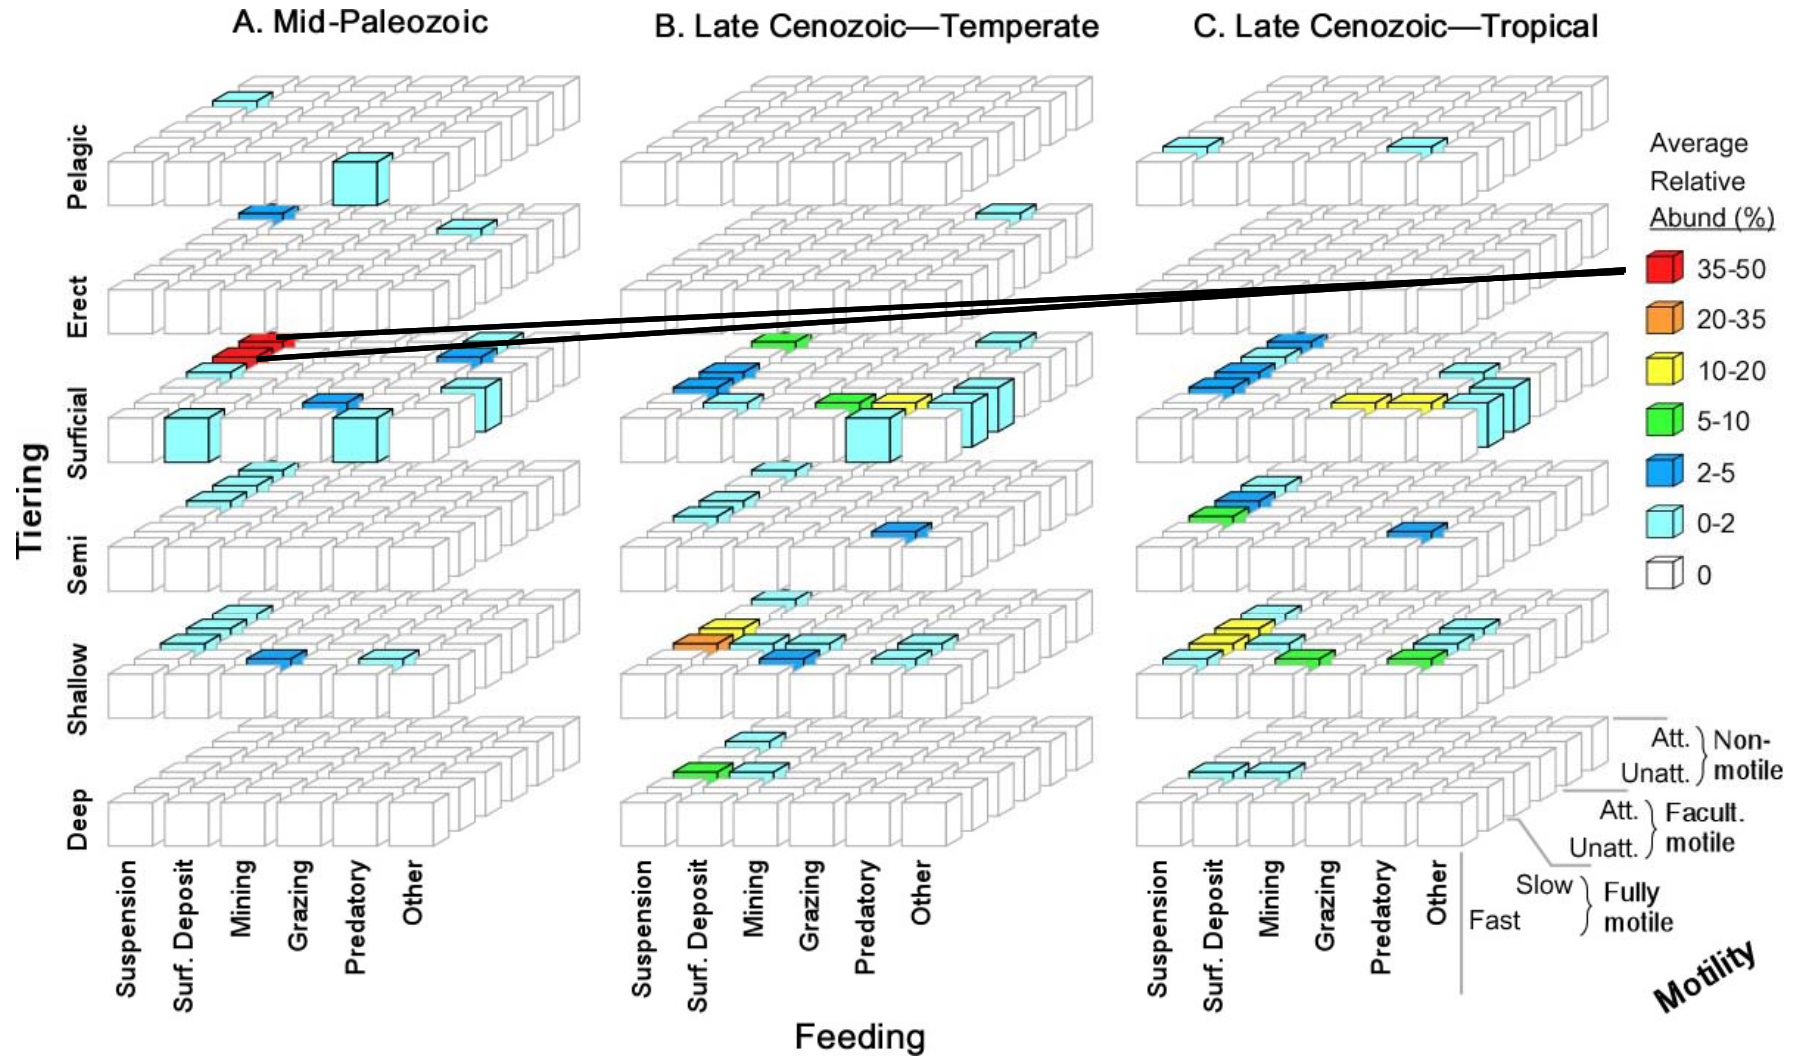 A. Mid-Paleozoic
B. Late Cenozoic—Temperate
C. Late Cenozoic—Tropical
Tiering
Pelagic
Erect
Surficial
Semi
Shallow
Deep
Average
Relative
Abund (%)
35-50
20-35
10-20
5-10
2-5
0-2
0
Att.
Unatt.
Non-
motile
Att.
Unatt.
Facult.
motile
Slow
Fast
Fully
motile
Motility
Suspension
Surf. Deposit
Mining
Grazing
Predatory
Other
Suspension
Surf. Deposit
Mining
Grazing
Predatory
Other
Suspension
Surf. Deposit
Mining
Grazing
Predatory
Other
Feeding